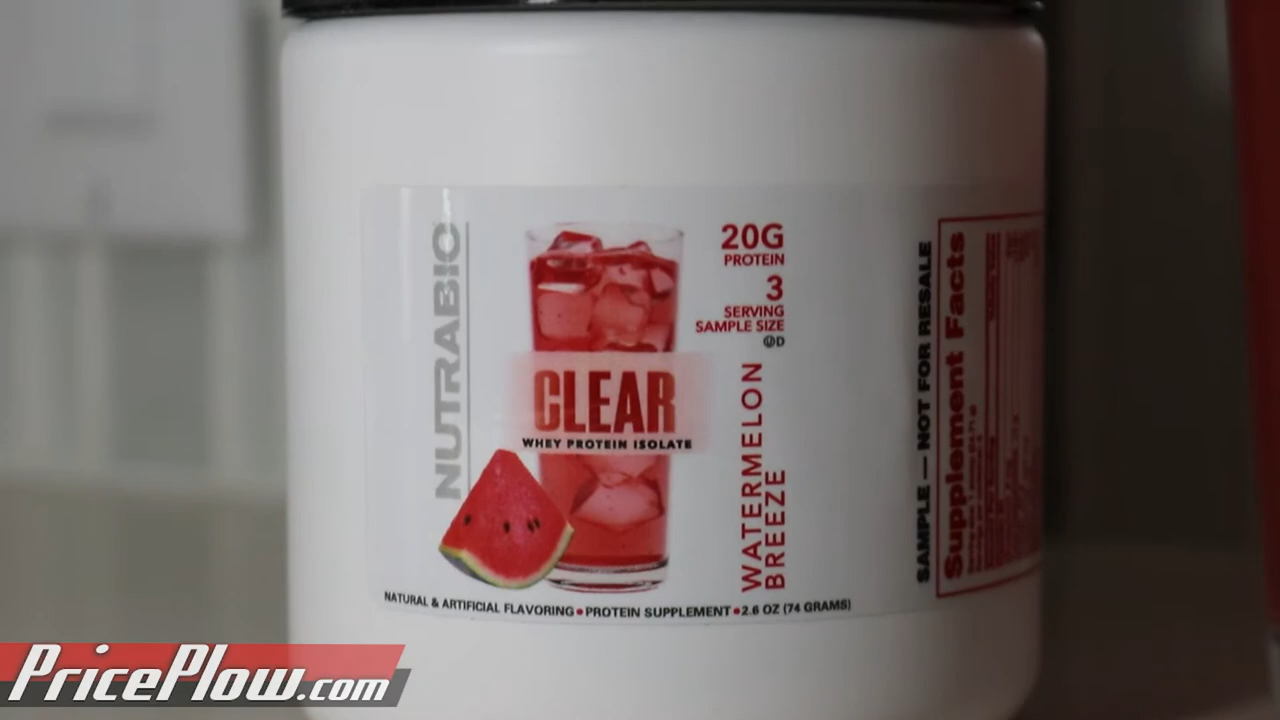 NUTRABIO
CLEAR
WHEY PROTEIN ISOLATE
20G
PROTEIN
3
SERVING
SAMPLE SIZE
UD
WATERMELON
BREEZE
NATURAL & ARTIFICIAL FLAVORING • PROTEIN SUPPLEMENT • 2.6 OZ (74 GRAMS)
SAMPLE — NOT FOR RESALE
Supplement Facts
PricePlow.com